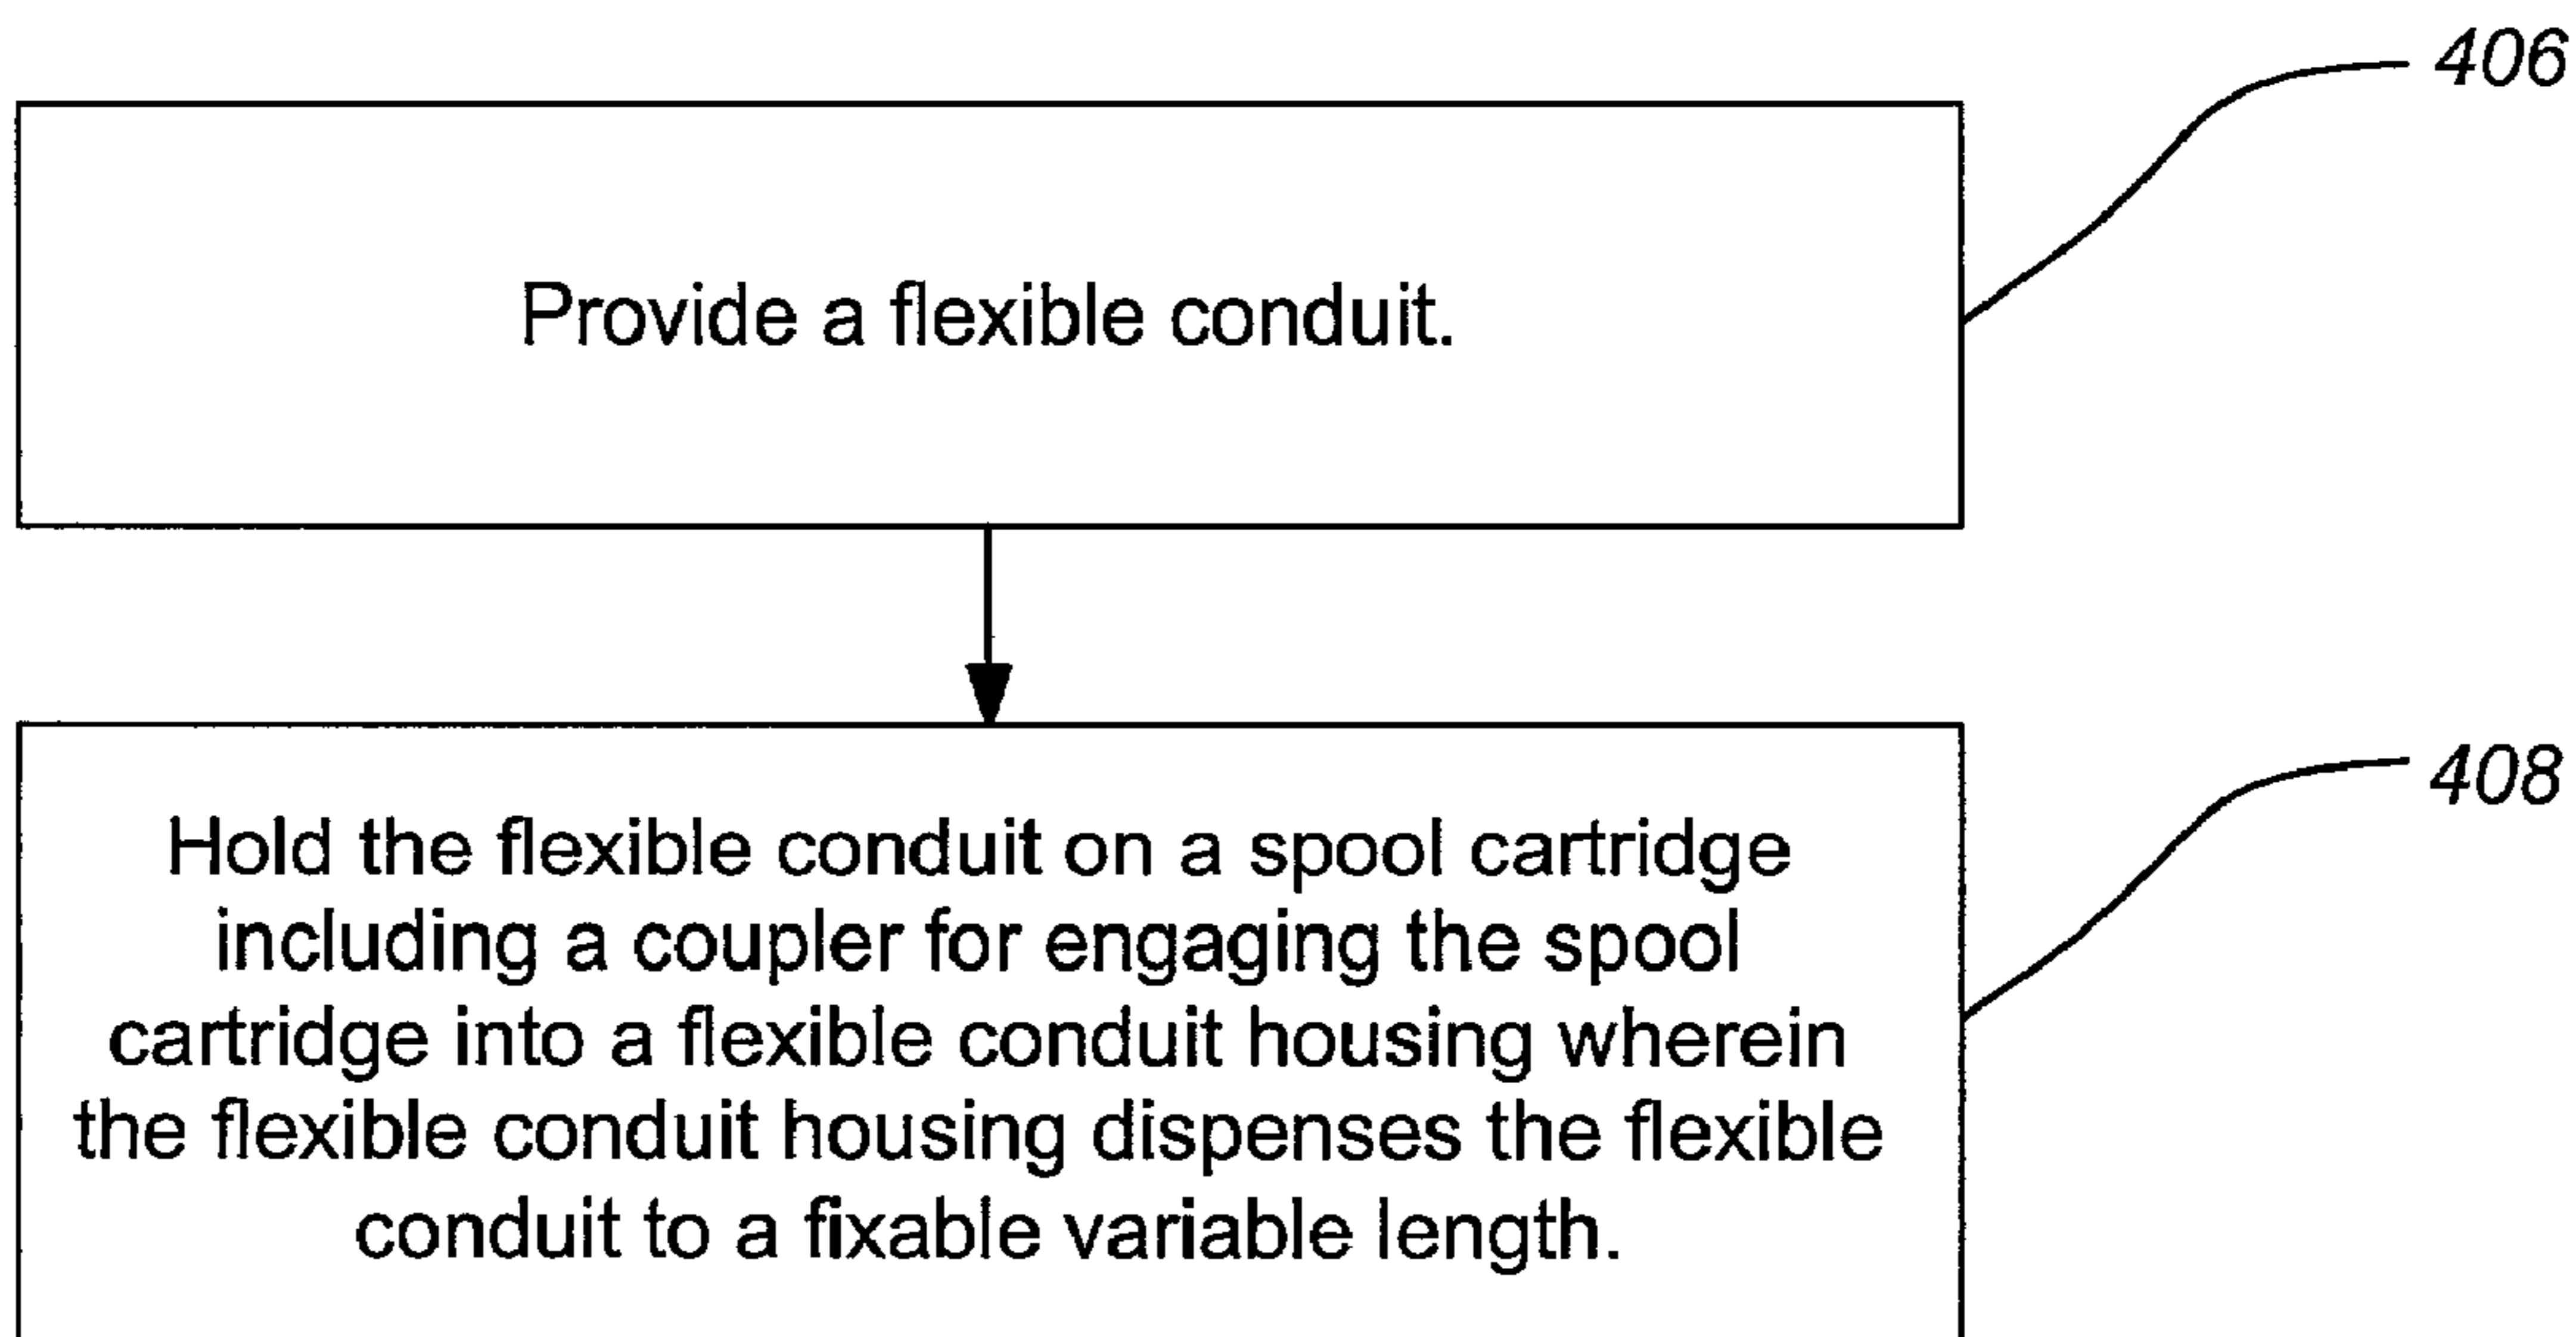 406
Provide a flexible conduit.
408
Hold the flexible conduit on a spool cartridge
including a coupler for engaging the spool
cartridge into a flexible conduit housing wherein
the flexible conduit housing dispenses the flexible
conduit to a fixable variable length.